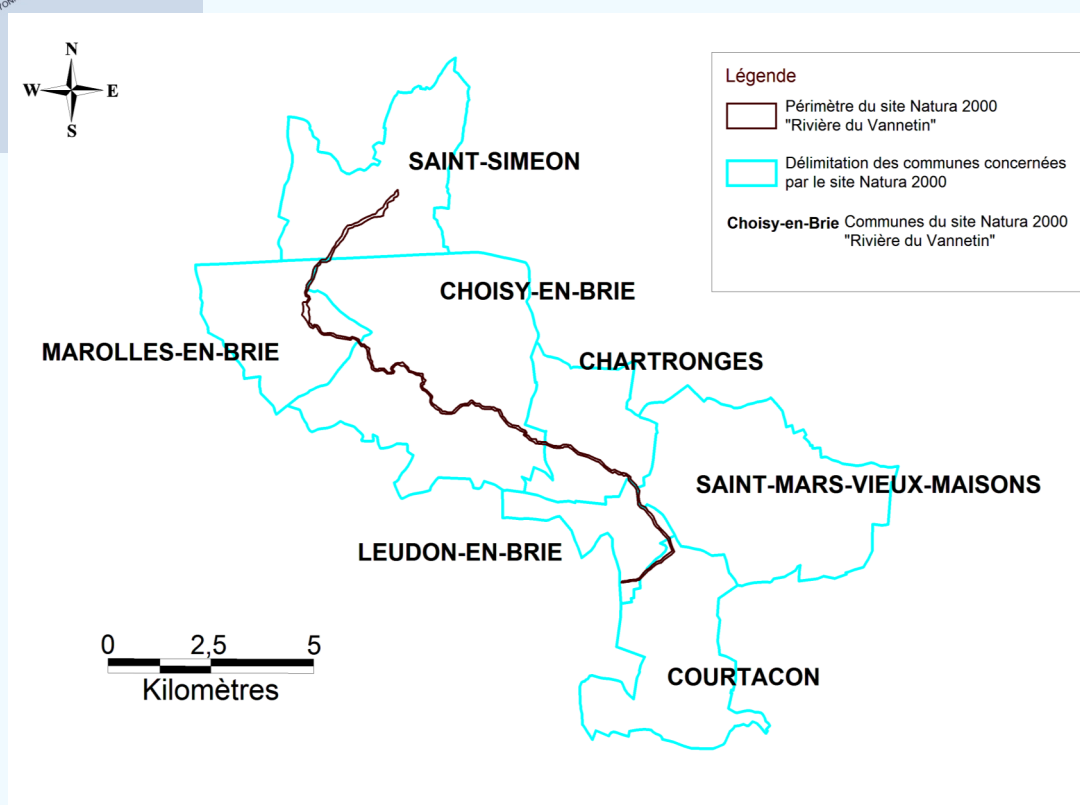 N
W E
S
Légende
Périmètre du site Natura 2000
"Rivière du Vannetin"
Délimitation des communes concernées
par le site Natura 2000
Choisy-en-Brie Communes du site Natura 2000
"Rivière du Vannetin"
SAINT-SIMEON
CHOISY-EN-BRIE
MAROLLES-EN-BRIE
CHARTRONGES
SAINT-MARS-VIEUX-MAISONS
LEUDON-EN-BRIE
COURTACON
0 2,5 5
Kilomètres